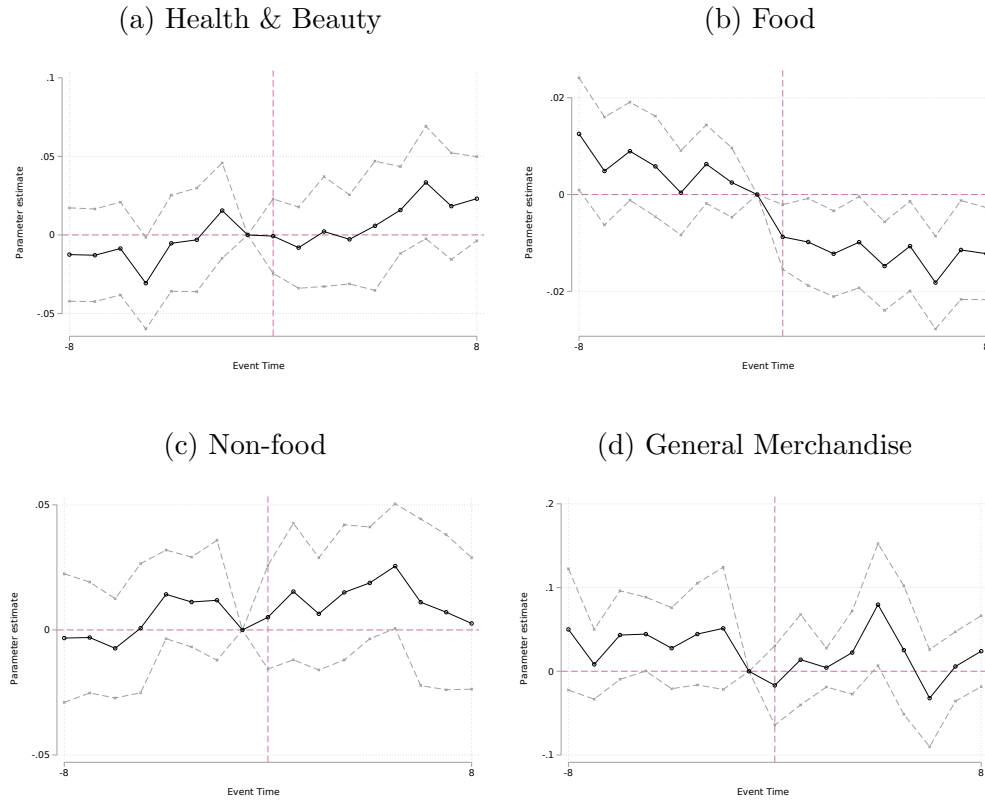 (a) Health & Beauty
(b) Food
.1
.05
0
-.05
Parameter estimate
-8
8
Event Time
.02
0
-.02
Parameter estimate
-8
8
Event Time
(c) Non-food
(d) General Merchandise
.05
0
-.05
Parameter estimate
-8
8
Event Time
.2
.1
0
-.1
Parameter estimate
-8
8
Event Time